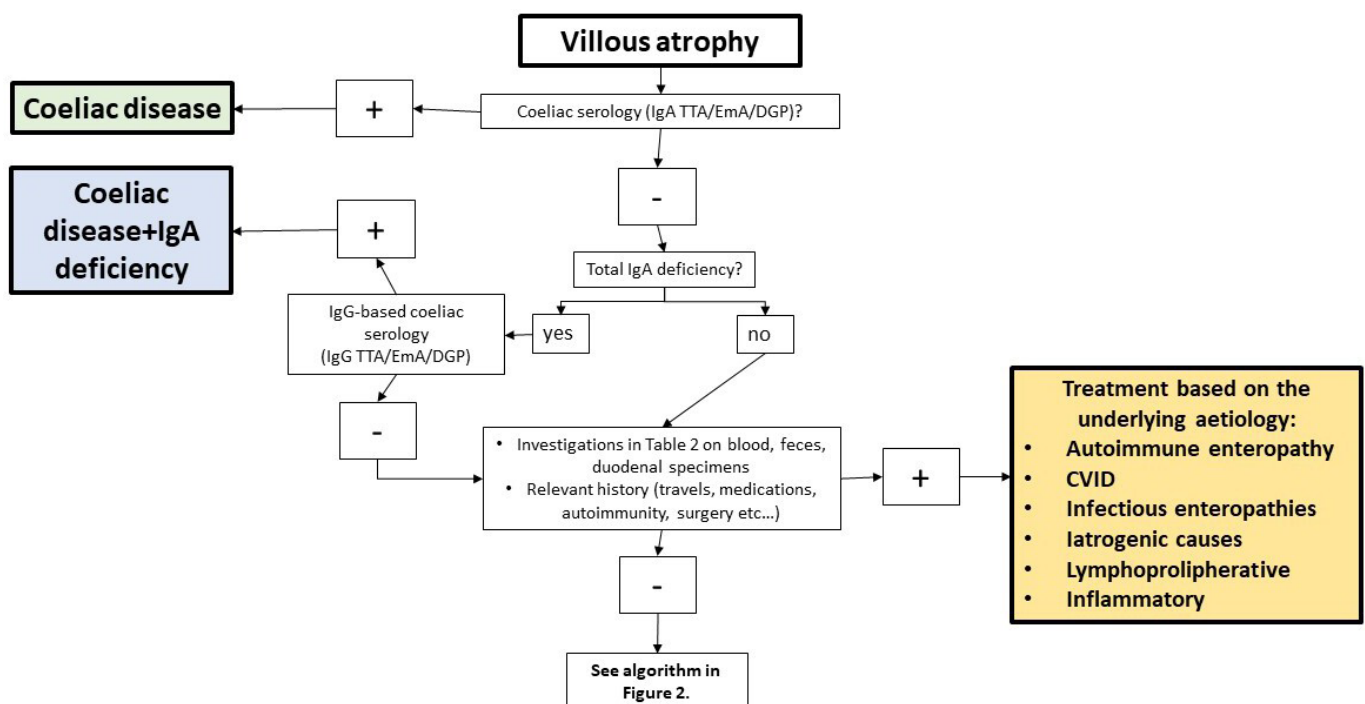 Villous atrophy
Coeliac disease
+
Coeliac serology (IgA TTA/EmA/DGP)?
-
Coeliac
disease+IgA
deficiency
+
Total IgA deficiency?
IgG-based coeliac
serology
(IgG TTA/EmA/DGP)
yes
no
-
• Investigations in Table 2 on blood, feces,
duodenal specimens
• Relevant history (travels, medications,
autoimmunity, surgery etc...)
+
Treatment based on the
underlying aetiology:
• Autoimmune enteropathy
• CVID
• Infectious enteropathies
• Iatrogenic causes
• Lymphoprolipherative
• Inflammatory
-
See algorithm in
Figure 2.